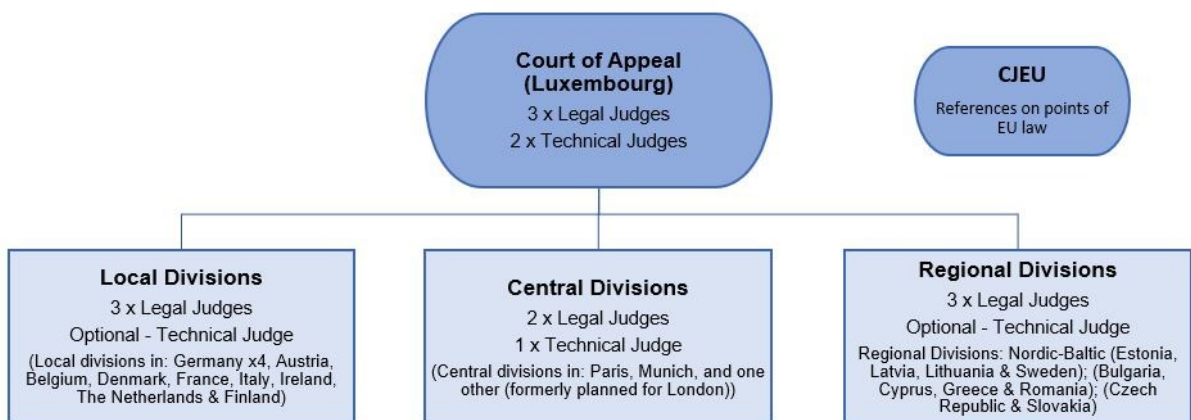 Court of Appeal
(Luxembourg)
3 x Legal Judges
2 x Technical Judges
CJEU
References on points of
EU law
Local Divisions
3 x Legal Judges
Optional - Technical Judge
(Local divisions in: Germany x4, Austria,
Belgium, Denmark, France, Italy, Ireland,
The Netherlands & Finland)
Central Divisions
2 x Legal Judges
1 x Technical Judge
(Central divisions in: Paris, Munich, and one
other (formerly planned for London))
Regional Divisions
3 x Legal Judges
Optional - Technical Judge
Regional Divisions: Nordic-Baltic (Estonia,
Latvia, Lithuania & Sweden); (Bulgaria,
Cyprus, Greece & Romania); (Czech
Republic & Slovakia)